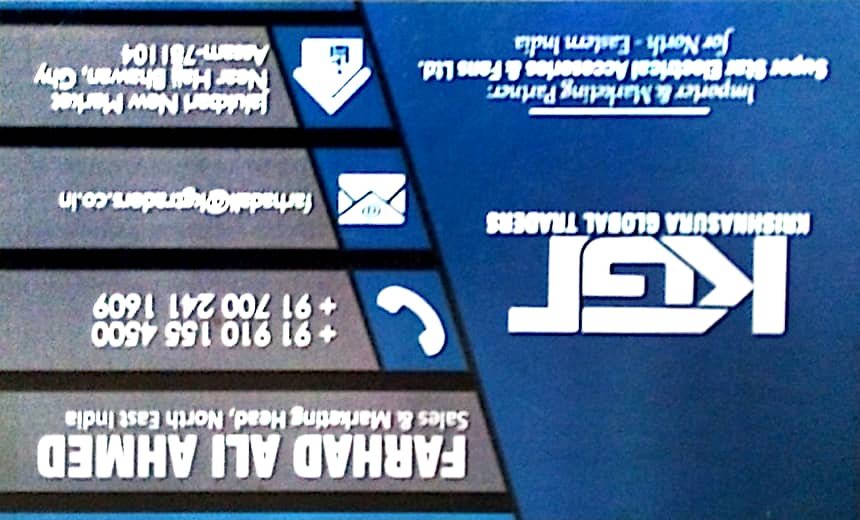 KGT
KRISHNASURA GLOBAL TRADERS
Importer & Marketing Partner:
Super Star Electrical Accesories & Fans Ltd.
for North - Eastern India
FARHAD ALI AHMED
Sales & Marketing Head, North East India
+ 91 910 155 4500
+ 91 700 241 1609
farhadali@kgtraders.co.in
Jalukbari New Market
Near Haji Bhawan, Ghy
Assam-781104